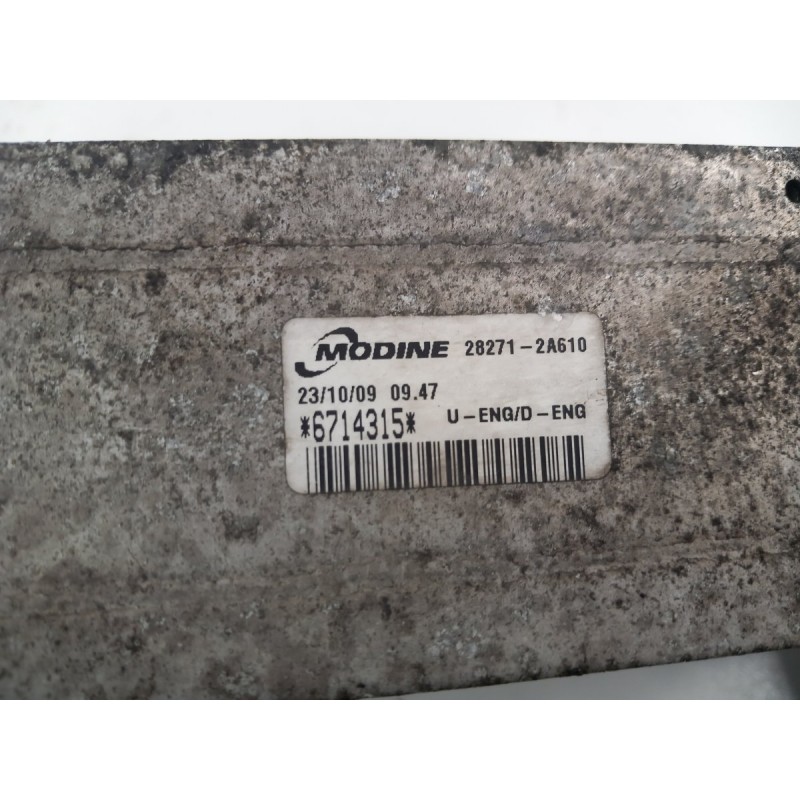 MODINE 28271-2A610
23/10/09 09.47
*6714315* U-ENG/D-ENG